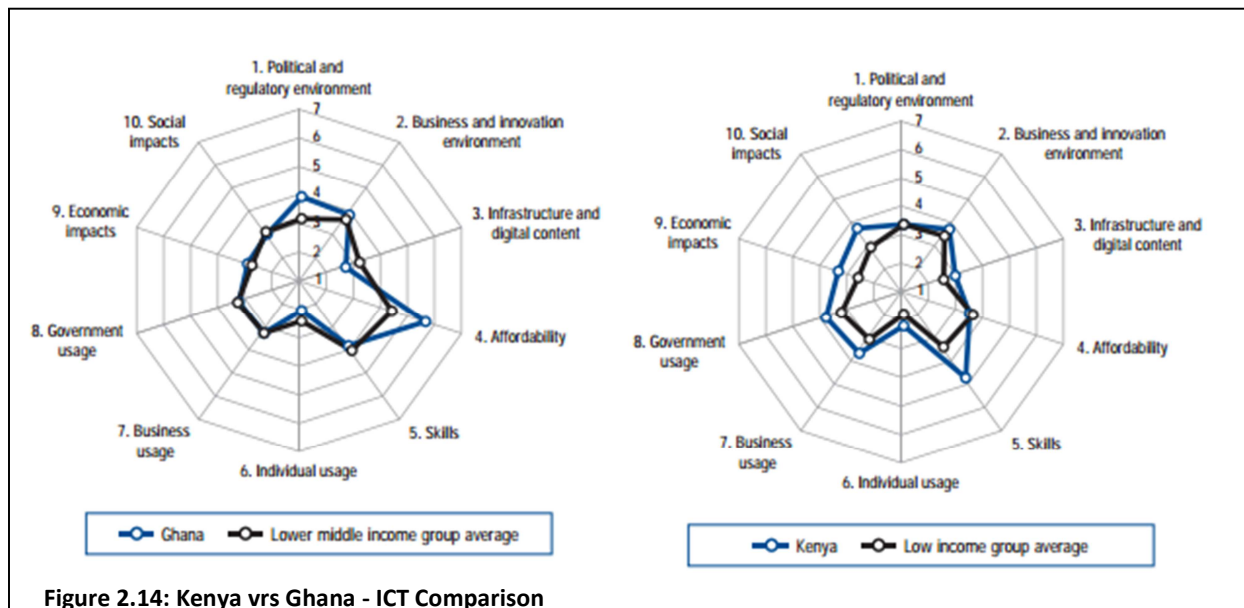 1. Political and
regulatory environment
7
6
5
4
3
2
1
2. Business and innovation
environment
3. Infrastructure and
digital content
4. Affordability
5. Skills
6. Individual usage
7. Business
usage
8. Government
usage
9. Economic
impacts
10. Social
impacts
Ghana
Lower middle income group average
1. Political and
regulatory environment
7
6
5
4
3
2
1
2. Business and innovation
environment
3. Infrastructure and
digital content
4. Affordability
5. Skills
6. Individual usage
7. Business
usage
8. Government
usage
9. Economic
impacts
10. Social
impacts
Kenya
Low income group average
Figure 2.14: Kenya vrs Ghana - ICT Comparison